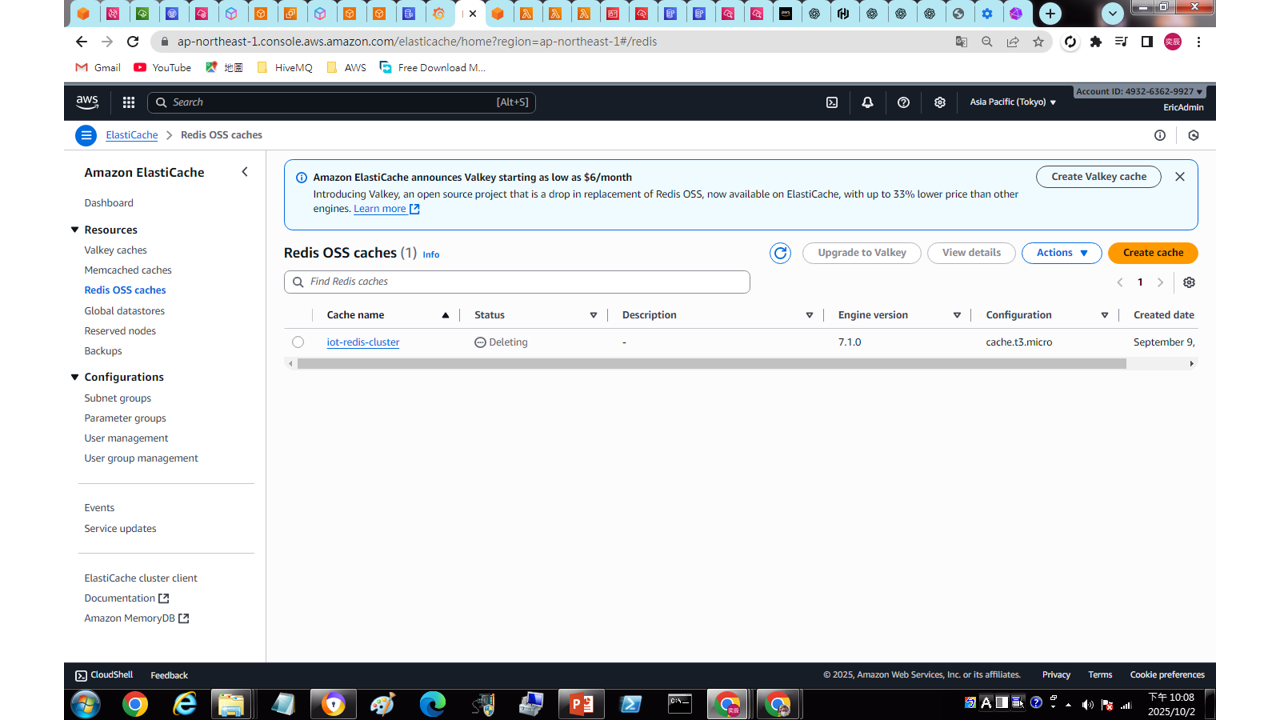 ap-northeast-1.console.aws.amazon.com/elasticache/home?region=ap-northeast-1#/redis
Gmail YouTube 地圖 HiveMQ AWS Free Download M...
aws Search [Alt+S] Asia Pacific (Tokyo) ▼ Account ID: 4932-6362-9927 ▼
EricAdmin
ElastiCache > Redis OSS caches
Amazon ElastiCache
Dashboard
Resources
Valkey caches
Memcached caches
Redis OSS caches
Global datastores
Reserved nodes
Backups
Configurations
Subnet groups
Parameter groups
User management
User group management
Events
Service updates
ElastiCache cluster client
Documentation
Amazon MemoryDB
Amazon ElastiCache announces Valkey starting as low as $6/month
Introducing Valkey, an open source project that is a drop in replacement of Redis OSS, now available on ElastiCache, with up to 33% lower price than other
engines. Learn more
Create Valkey cache
Redis OSS caches (1) Info
Upgrade to Valkey View details Actions ▼ Create cache
Find Redis caches
1
Cache name Status Description Engine version Configuration Created date
iot-redis-cluster Deleting - 7.1.0 cache.t3.micro September 9,
CloudShell Feedback © 2025, Amazon Web Services, Inc. or its affiliates. Privacy Terms Cookie preferences
下午 10:08
2025/10/2